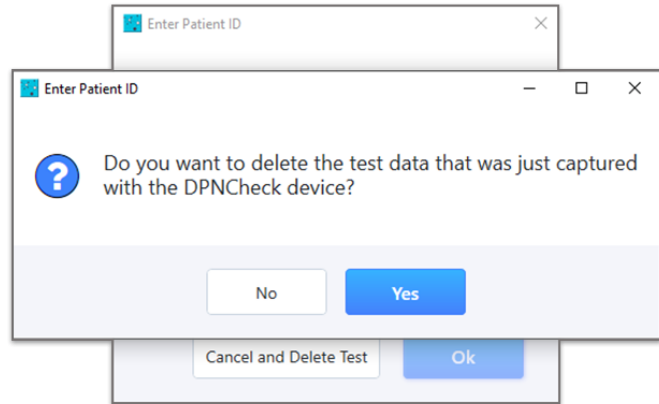 Enter Patient ID
Enter Patient ID
Do you want to delete the test data that was just captured
with the DPNCheck device?
No
Yes
Cancel and Delete Test
Ok